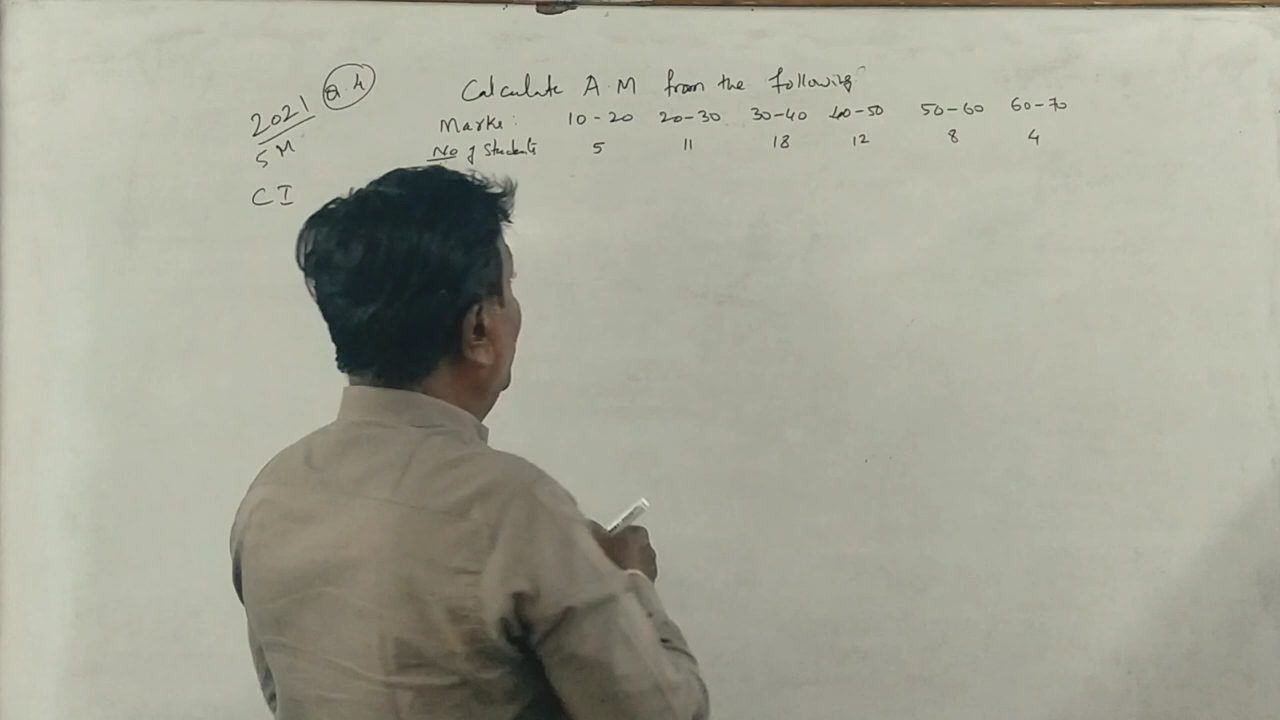 2021 Q.4
5 M
C I
Calculate A.M from the following
Marks: 10-20 20-30 30-40 40-50 50-60 60-70
No of Students 5 11 18 12 8 4